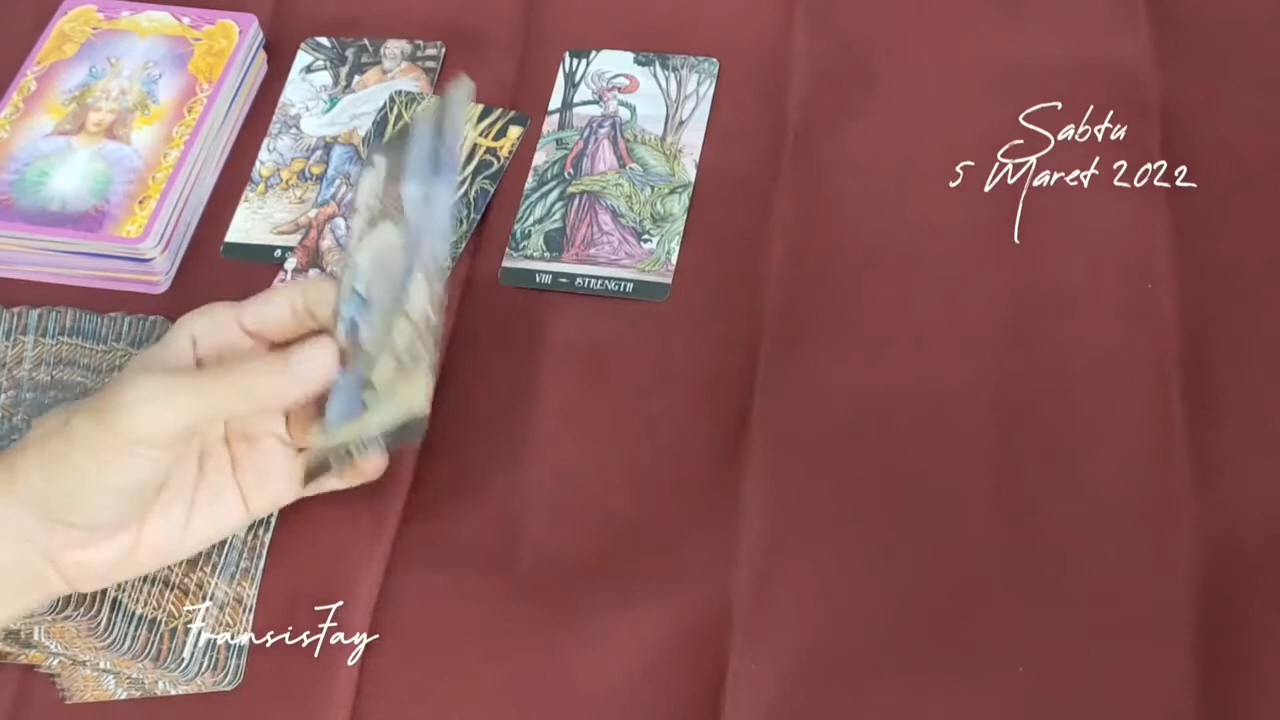 Sabtu
5 Maret 2022
VIII — STRENGTH
FransisFay